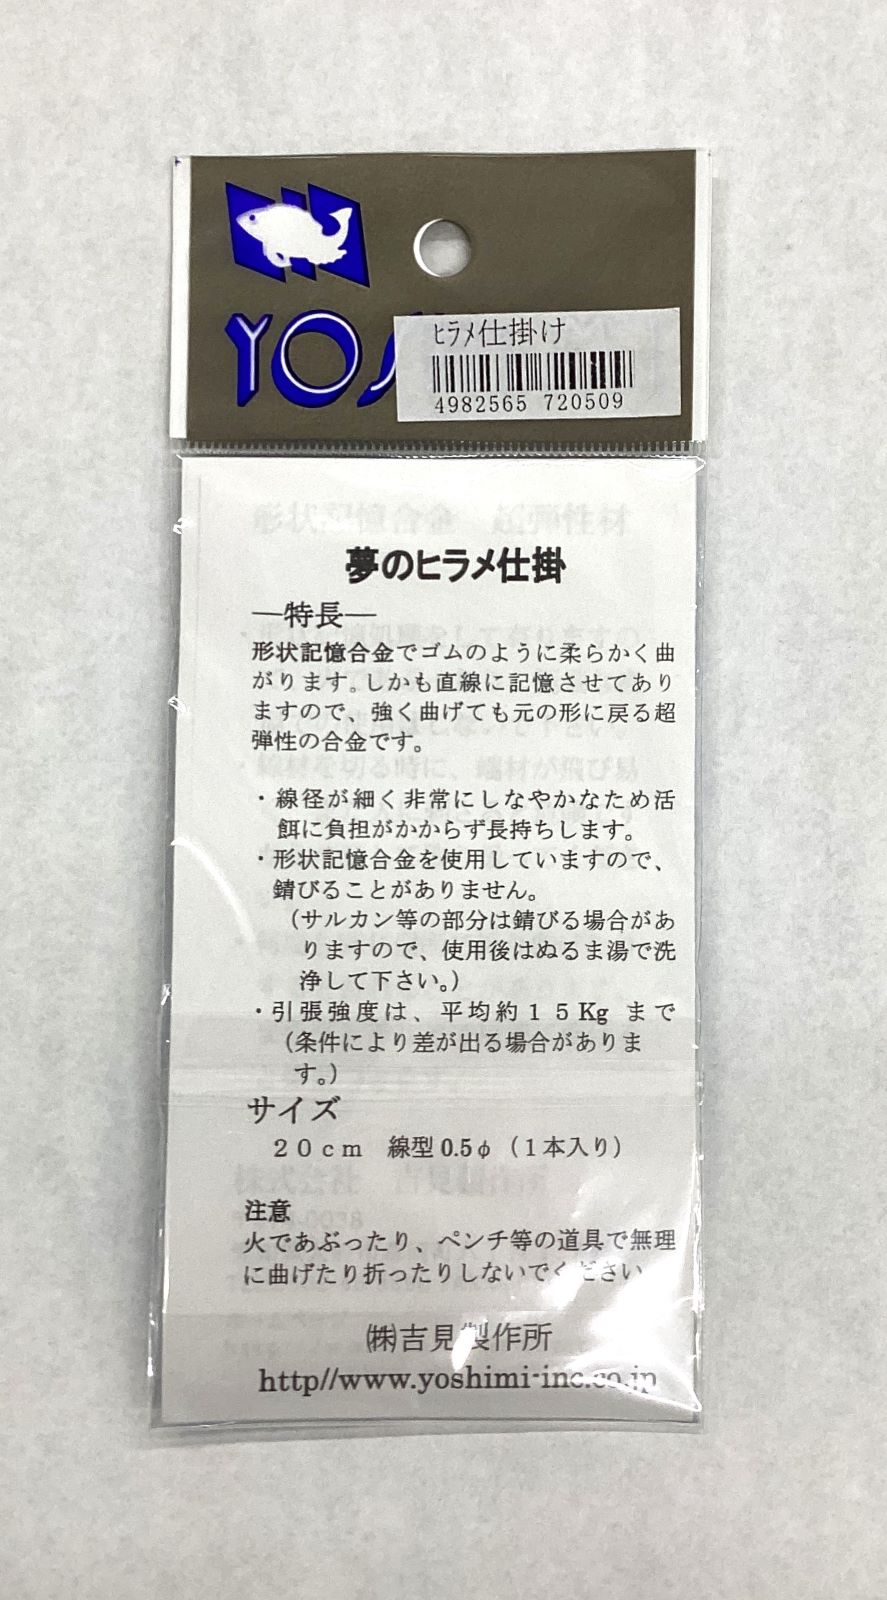 YOS
ヒラメ仕掛け
4982565 720509
夢のヒラメ仕掛
―特長―
形状記憶合金でゴムのように柔らかく曲
がります。しかも直線に記憶させてあり
ますので、強く曲げても元の形に戻る超
弾性の合金です。
・線径が細く非常にしなやかなため活
餌に負担がかからず長持ちします。
・形状記憶合金を使用していますので、
錆びることがありません。
（サルカン等の部分は錆びる場合があ
りますので、使用後はぬるま湯で洗
浄して下さい。）
・引張強度は、平均約１５Kg まで
（条件により差が出る場合がありま
す。）
サイズ
２０ｃｍ　線型 0.5φ（１本入り）
注意
火であぶったり、ペンチ等の道具で無理
に曲げたり折ったりしないでください
㈱吉見製作所
http//www.yoshimi-inc.co.jp